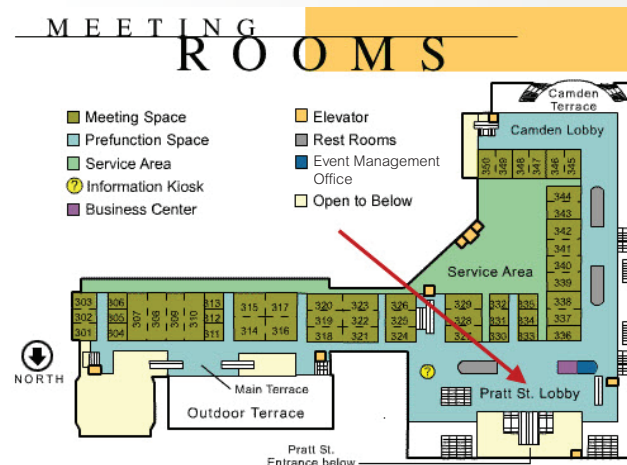 MEETING
ROOMS
Meeting Space
Prefunction Space
Service Area
? Information Kiosk
Business Center
Elevator
Rest Rooms
Event Management
Office
Open to Below
Camden
Terrace
Camden Lobby
350 349 348 347 346 345
344
343
342
341
340
339
338
337
336
Service Area
303 306 313 315 317 320 323 326 329 332 335
302 305 307 308 309 310 312 319 322 325 328 331 334
301 304 311 314 316 318 321 324 327 330 333
NORTH
?
Main Terrace
Pratt St. Lobby
Outdoor Terrace
Pratt St.
Entrance below